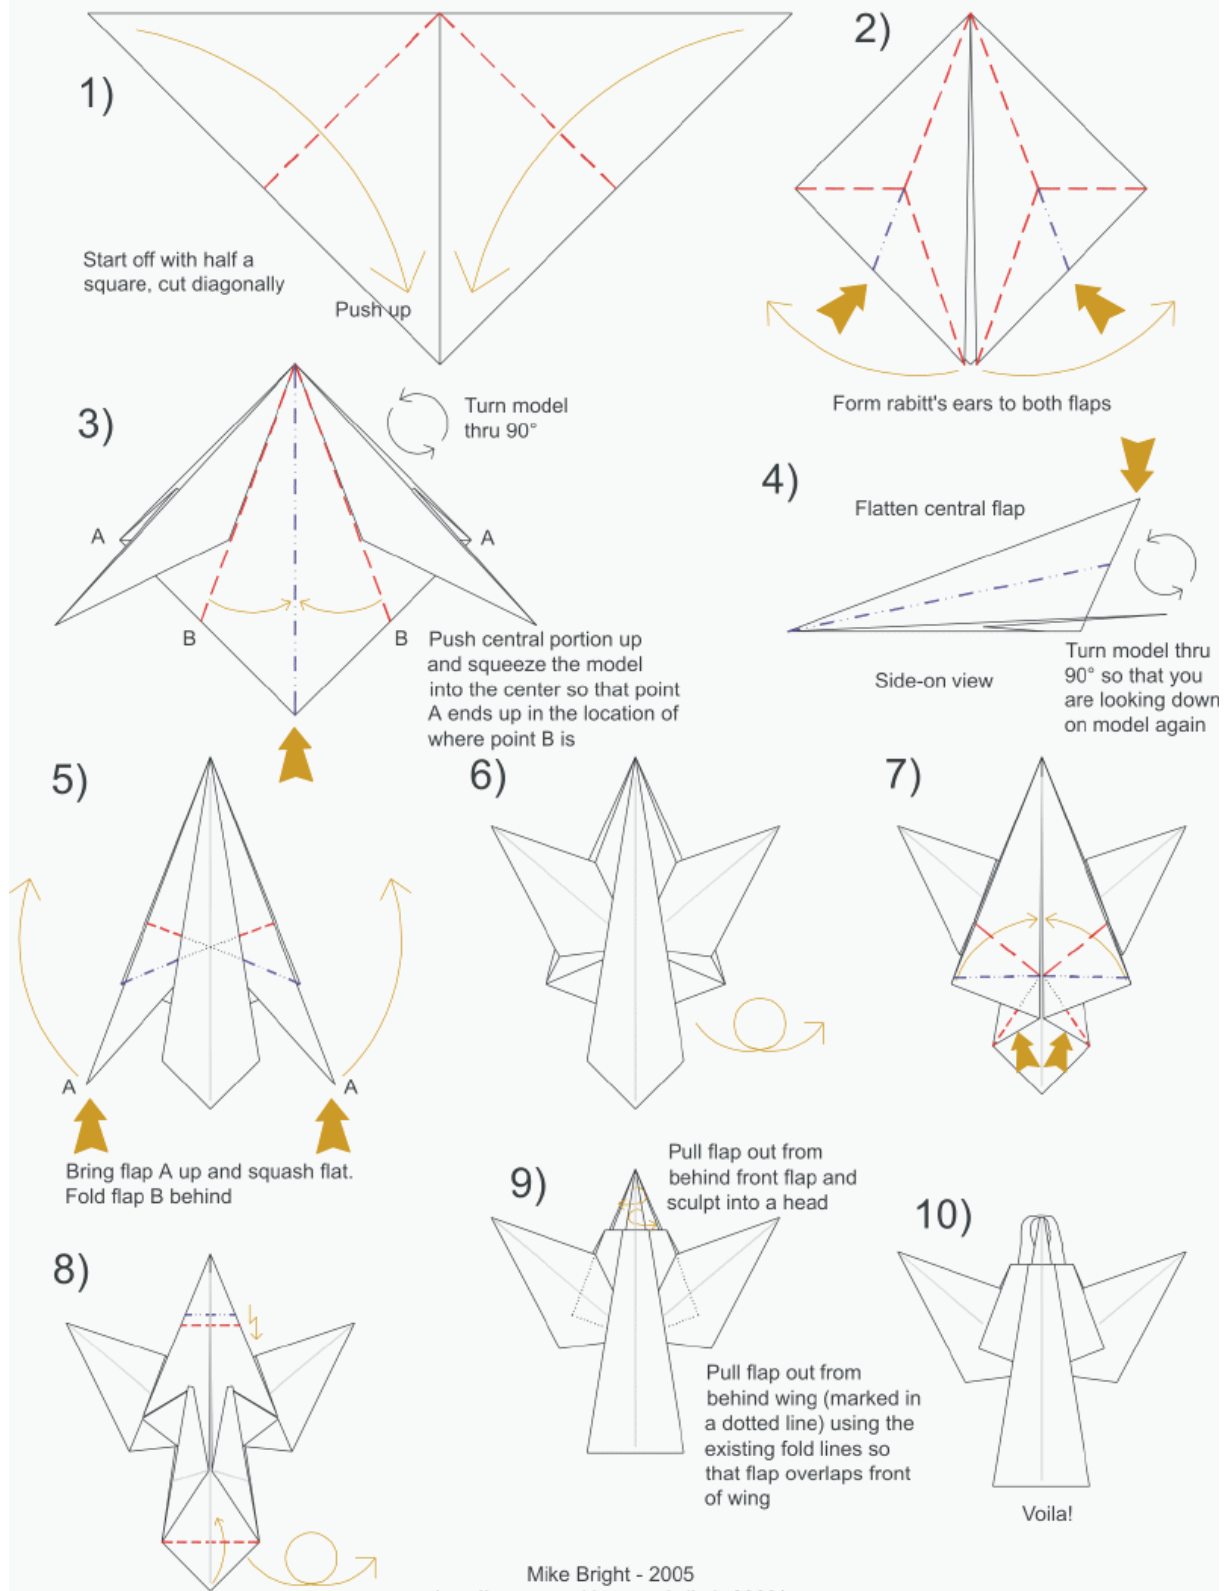 1)
Start off with half a
square, cut diagonally
Push up
2)
Form rabitt's ears to both flaps
3)
Turn model
thru 90°
A
A
B
B
Push central portion up
and squeeze the model
into the center so that point
A ends up in the location of
where point B is
4)
Flatten central flap
Side-on view
Turn model thru
90° so that you
are looking down
on model again
5)
A
A
Bring flap A up and squash flat.
Fold flap B behind
6)
7)
8)
9)
Pull flap out from
behind front flap and
sculpt into a head
Pull flap out from
behind wing (marked in
a dotted line) using the
existing fold lines so
that flap overlaps front
of wing
10)
Voila!
Mike Bright - 2005